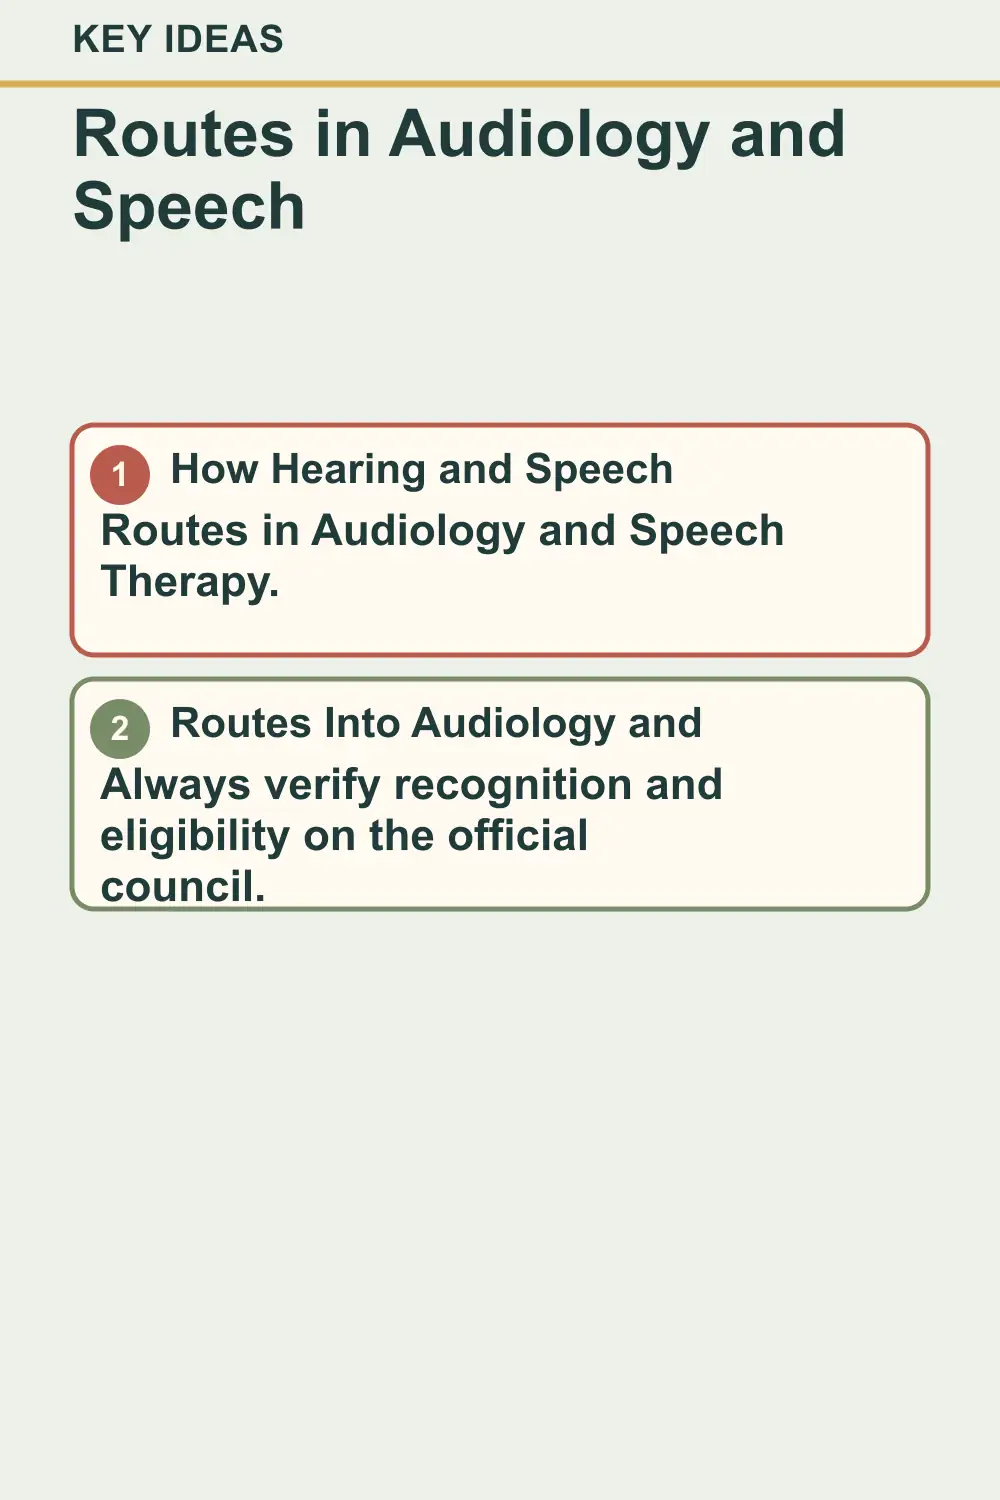 KEY IDEAS
Routes in Audiology and
Speech
1 How Hearing and Speech
Routes in Audiology and Speech
Therapy.
2 Routes Into Audiology and
Always verify recognition and
eligibility on the official
council.